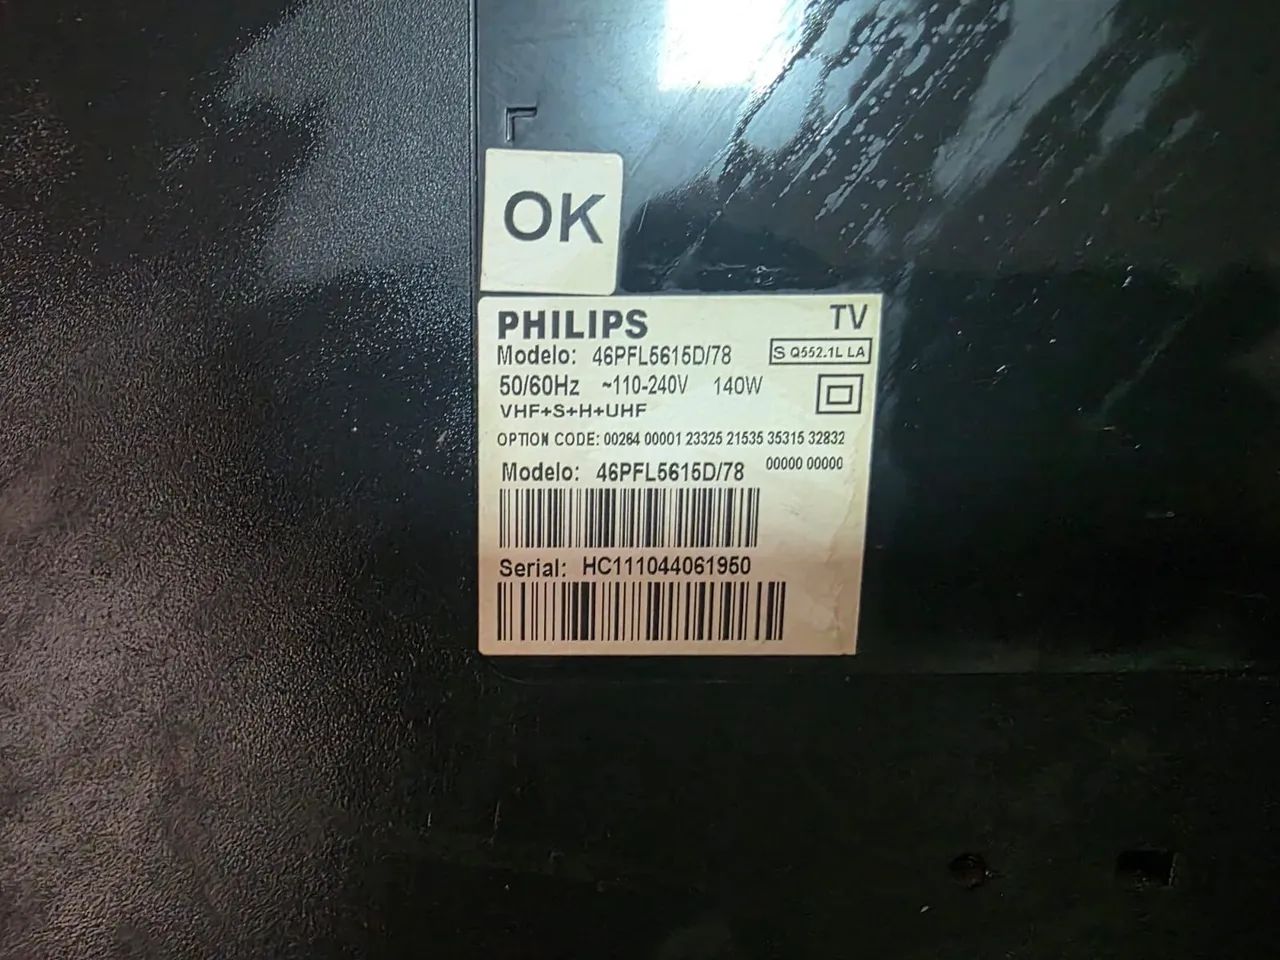 OK
PHILIPS TV
Modelo: 46PFL5615D/78 S Q552.1L LA
50/60Hz ~110-240V 140W
VHF+S+H+UHF
OPTION CODE: 00264 00001 23325 21535 35315 32832
00000 00000
Modelo: 46PFL5615D/78
Serial: HC111044061950